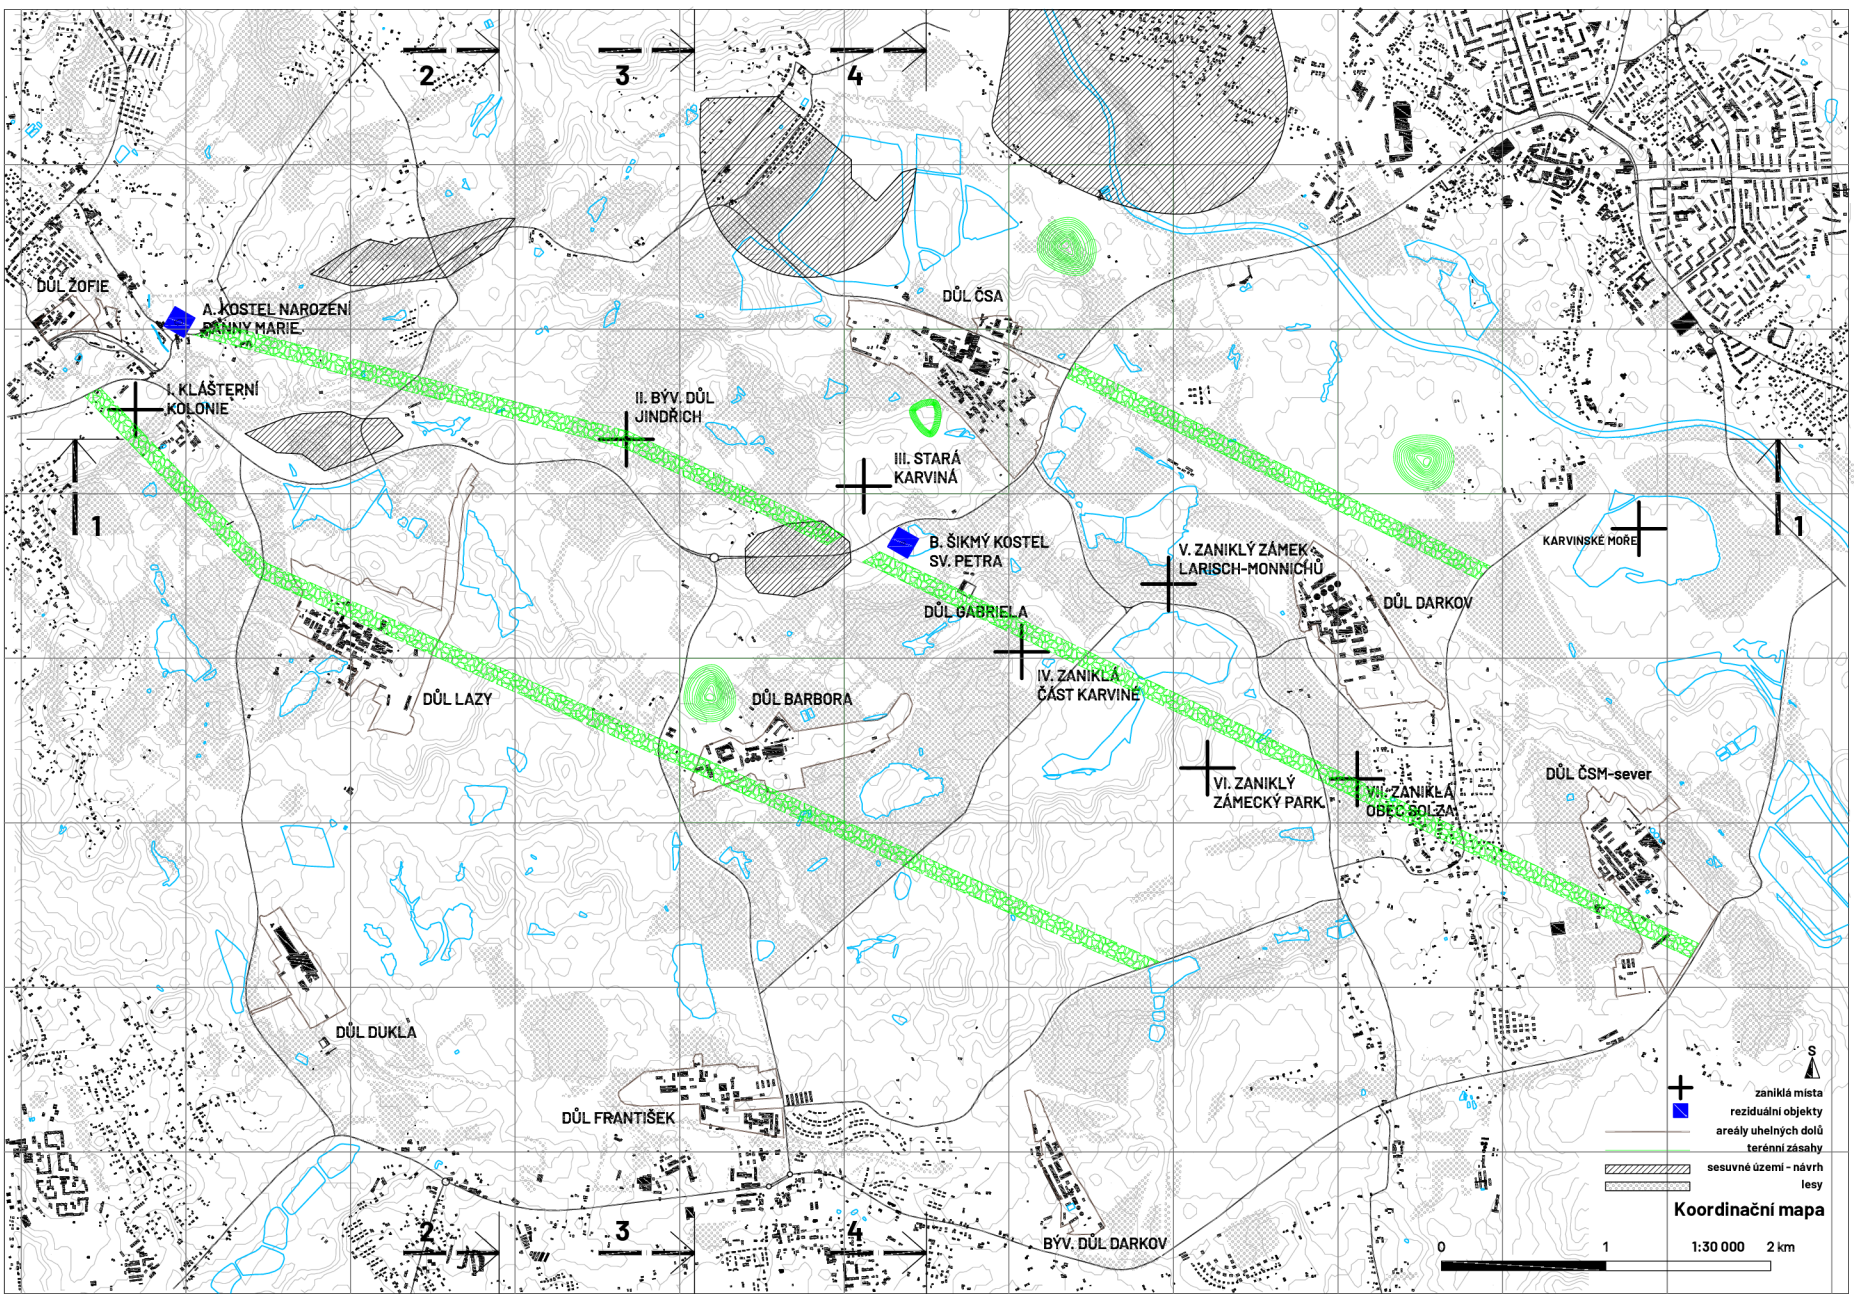 2
3
4
DŮL ŽOFIE
A. KOSTEL NAROZENÍ
PANNY MARIE
DŮL ČSA
I. KLÁŠTERNÍ
KOLONIE
II. BÝV. DŮL
JINDŘICH
III. STARÁ
KARVINÁ
1
1
B. ŠIKMÝ KOSTEL
SV. PETRA
V. ZANIKLÝ ZÁMEK
LARISCH-MONNICHŮ
KARVINSKÉ MOŘE
DŮL GABRIELA
DŮL DARKOV
IV. ZANIKLÁ
ČÁST KARVINÉ
DŮL LAZY
DŮL BARBORA
VI. ZANIKLÝ
ZÁMECKÝ PARK
VII. ZANIKLÁ
OBEC SOLZA
DŮL ČSM-sever
DŮL DUKLA
DŮL FRANTIŠEK
BÝV. DŮL DARKOV
2
3
4
S
zaniklá místa
reziduální objekty
areály uhelných dolů
terénní zásahy
sesuvné území - návrh
lesy
Koordinační mapa
0 1 1:30 000 2 km